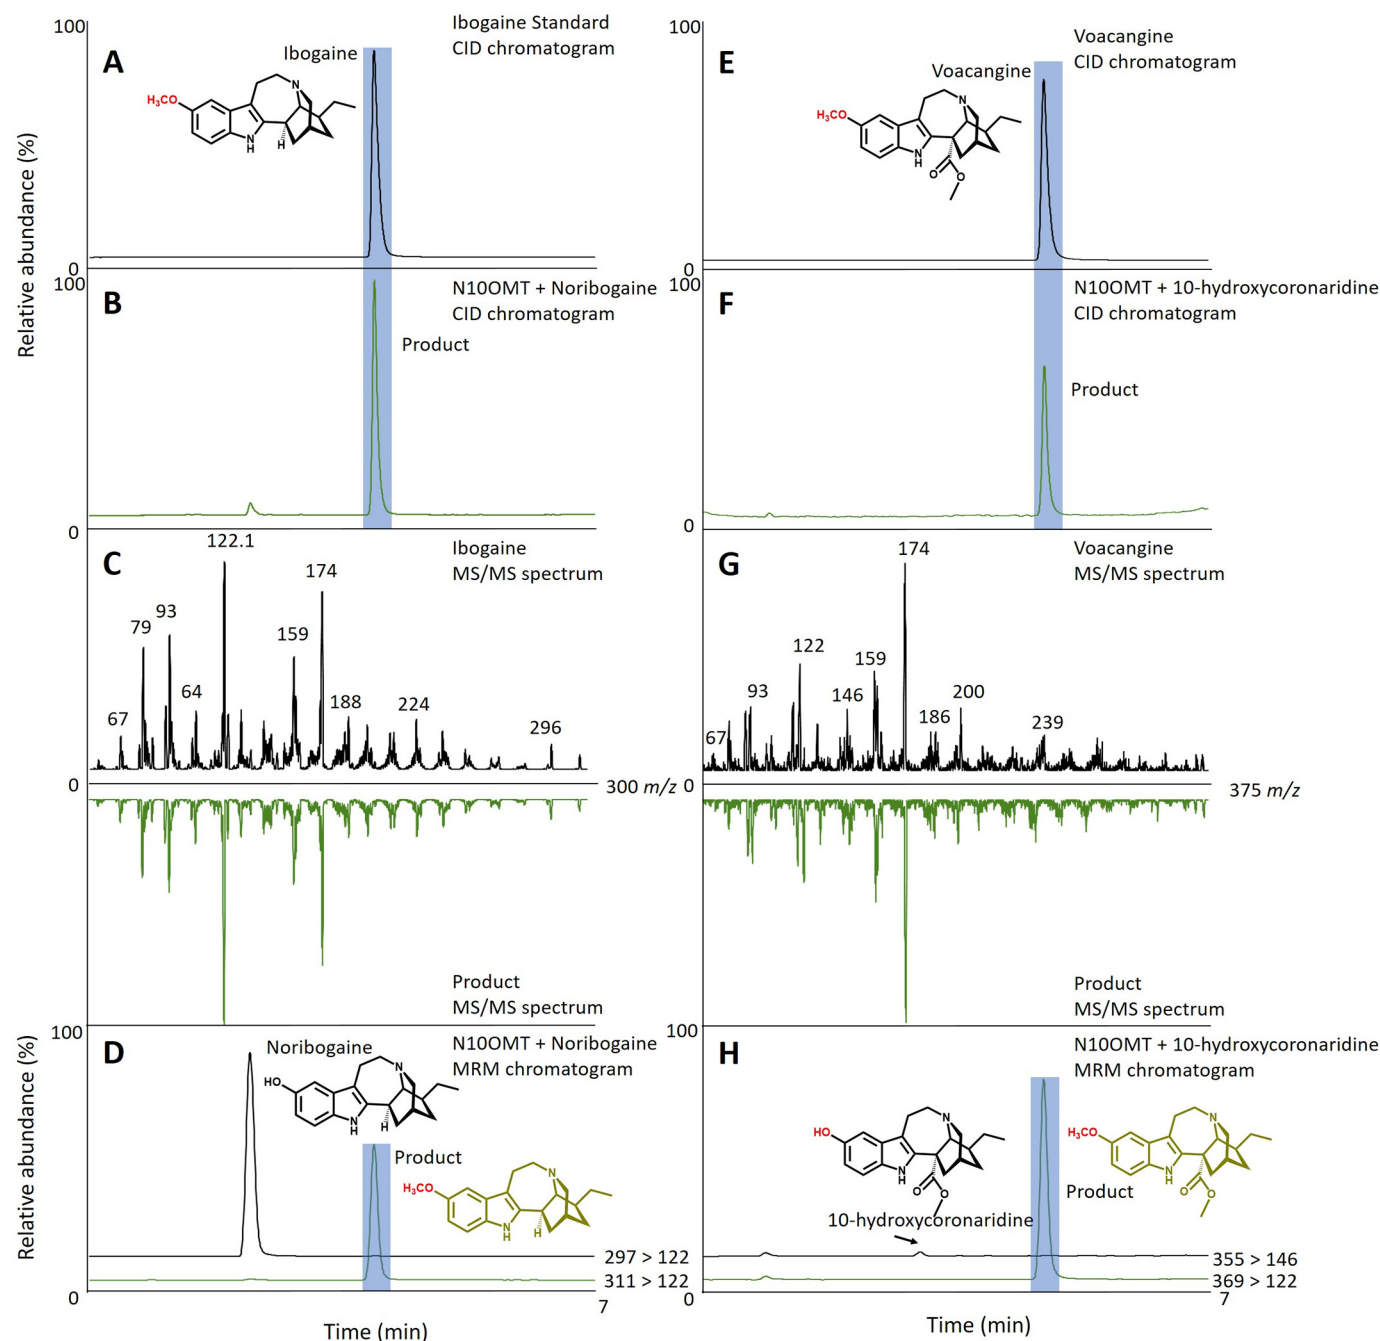 100
A
Ibogaine Standard
CID chromatogram
Ibogaine
H₃CO
N
N
H
H
0
Relative abundance (%)
100
B
N10OMT + Noribogaine
CID chromatogram
Product
0
122.1
C
Ibogaine
MS/MS spectrum
174
93
79
159
64
67
188
224
296
0
300 m/z
Product
MS/MS spectrum
100
D
Noribogaine
N10OMT + Noribogaine
MRM chromatogram
HO
N
N
H
H
Product
H₃CO
N
N
H
H
297 > 122
311 > 122
0
7
Relative abundance (%)
Time (min)
100
E
Voacangine
CID chromatogram
Voacangine
H₃CO
N
N
H
O
O
0
100
F
N10OMT + 10-hydroxycoronaridine
CID chromatogram
Product
0
174
G
Voacangine
MS/MS spectrum
122
159
93
146
200
186
239
67
0
375 m/z
Product
MS/MS spectrum
100
H
N10OMT + 10-hydroxycoronaridine
MRM chromatogram
HO
N
N
H
O
O
H₃CO
N
N
H
O
O
Product
10-hydroxycoronaridine
355 > 146
369 > 122
0
7
Time (min)